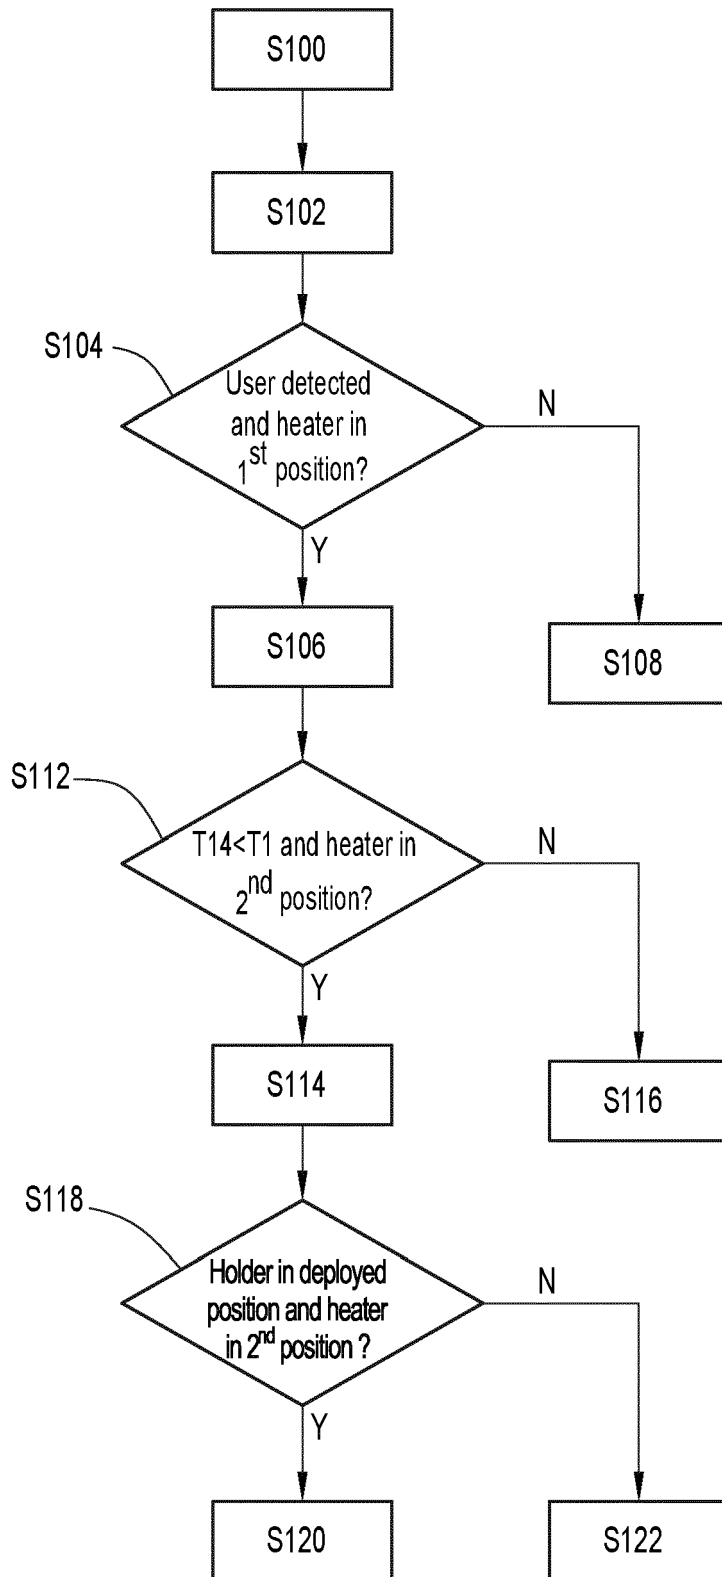 S100
S102
S104
User detected
and heater in
1st position?
N
Y
S106
S108
S112
T14<T1 and heater in
2nd position?
N
Y
S114
S116
S118
Holder in deployed
position and heater
in 2nd position ?
N
Y
S120
S122